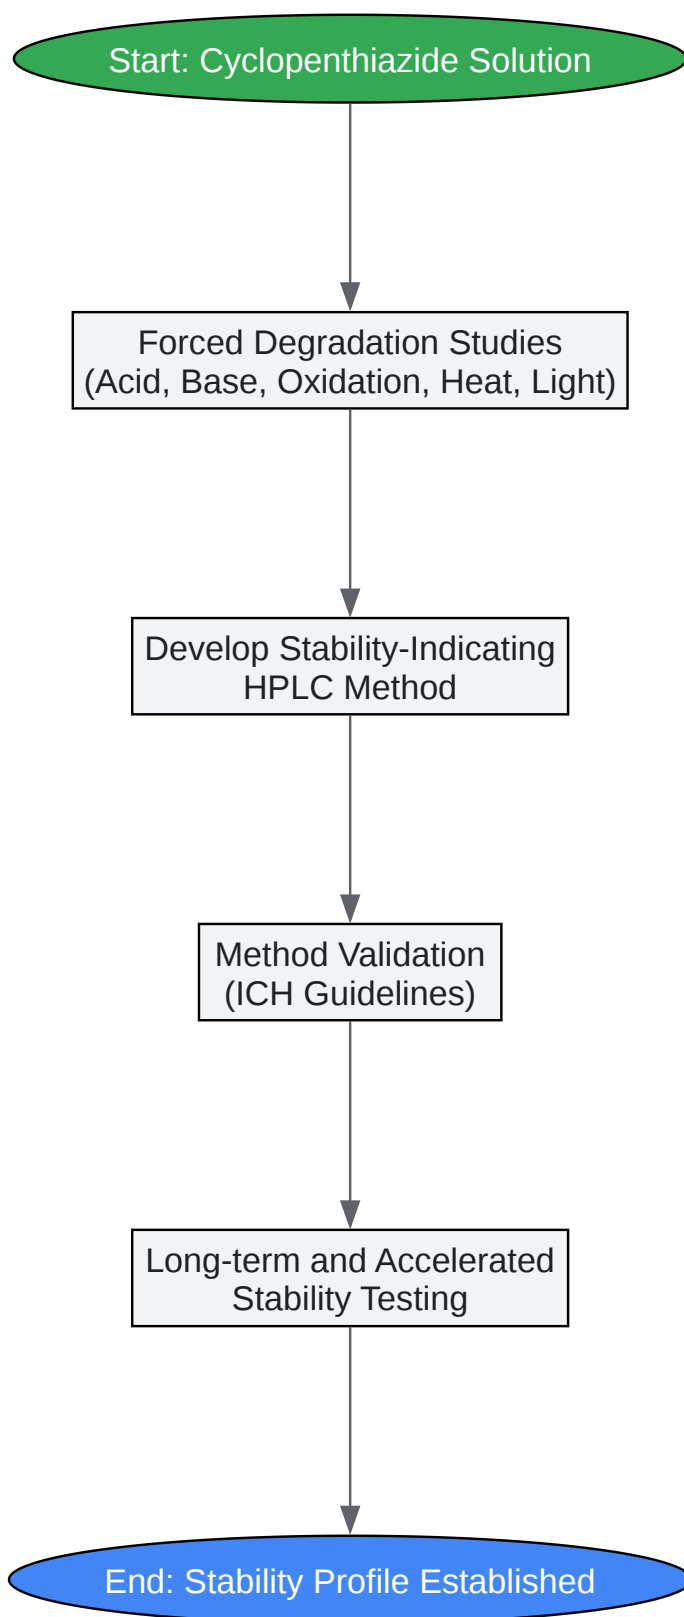 Start: Cyclopenthiazide Solution
Forced Degradation Studies
(Acid, Base, Oxidation, Heat, Light)
Develop Stability-Indicating
HPLC Method
Method Validation
(ICH Guidelines)
Long-term and Accelerated
Stability Testing
End: Stability Profile Established